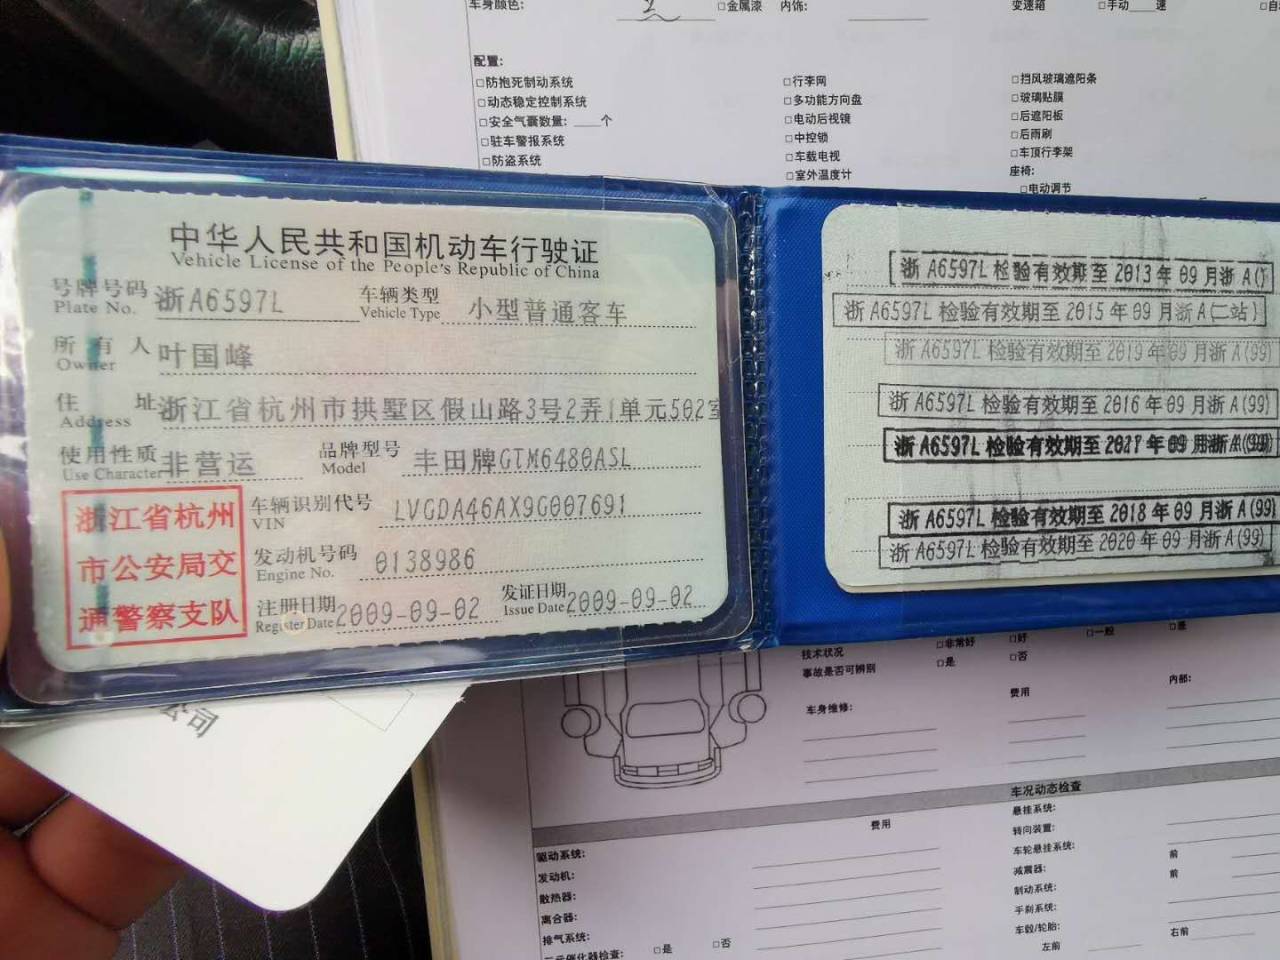 车身颜色:
□金属漆 内饰:
变速箱 □手动____速
配置:
□防抱死制动系统 □行李网 □挡风玻璃遮阳条
□动态稳定控制系统 □多功能方向盘 □玻璃贴膜
□安全气囊数量: ____个 □电动后视镜 □后遮阳板
□驻车警报系统 □中控锁 □后雨刷
□防盗系统 □车载电视 □车顶行李架
□室外温度计 座椅:
□电动调节
中华人民共和国机动车行驶证
Vehicle License of the People's Republic of China
号牌号码 浙A6597L 车辆类型 小型普通客车
Plate No. Vehicle Type
所有人 叶国峰
Owner
住址 浙江省杭州市拱墅区假山路3号2弄1单元502室
Address
使用性质 非营运 品牌型号 丰田牌GTM6480ASL
Use Character Model
浙江省杭州
市公安局交
通警察支队
车辆识别代号 LVGDA46AX9G007691
VIN
发动机号码 0138986
Engine No.
注册日期 2009-09-02 发证日期 2009-09-02
Register Date Issue Date
浙A6597L 检验有效期至 2013年09月浙A()
浙A6597L 检验有效期至 2015年09月浙A(二站)
浙A6597L 检验有效期至 2019年09月浙A(99)
浙A6597L 检验有效期至 2016年09月浙A(99)
浙A6597L 检验有效期至 2017年09月浙A(99)
浙A6597L 检验有效期至 2018年09月浙A(99)
浙A6597L 检验有效期至 2020年09月浙A(99)
公司
技术状况 □非常好 □好 □一般 □差
事故是否可辨别 □是 □否
车身维修: 费用 内部:
车况动态检查
费用 悬挂系统:
驱动系统: 转向装置:
发动机: 车轮悬挂系统: 前
散热器: 减震器: 前
离合器: 制动系统:
排气系统: 手刹系统:
三元催化器检查: □是 □否 车毂/轮胎:
左前 右前